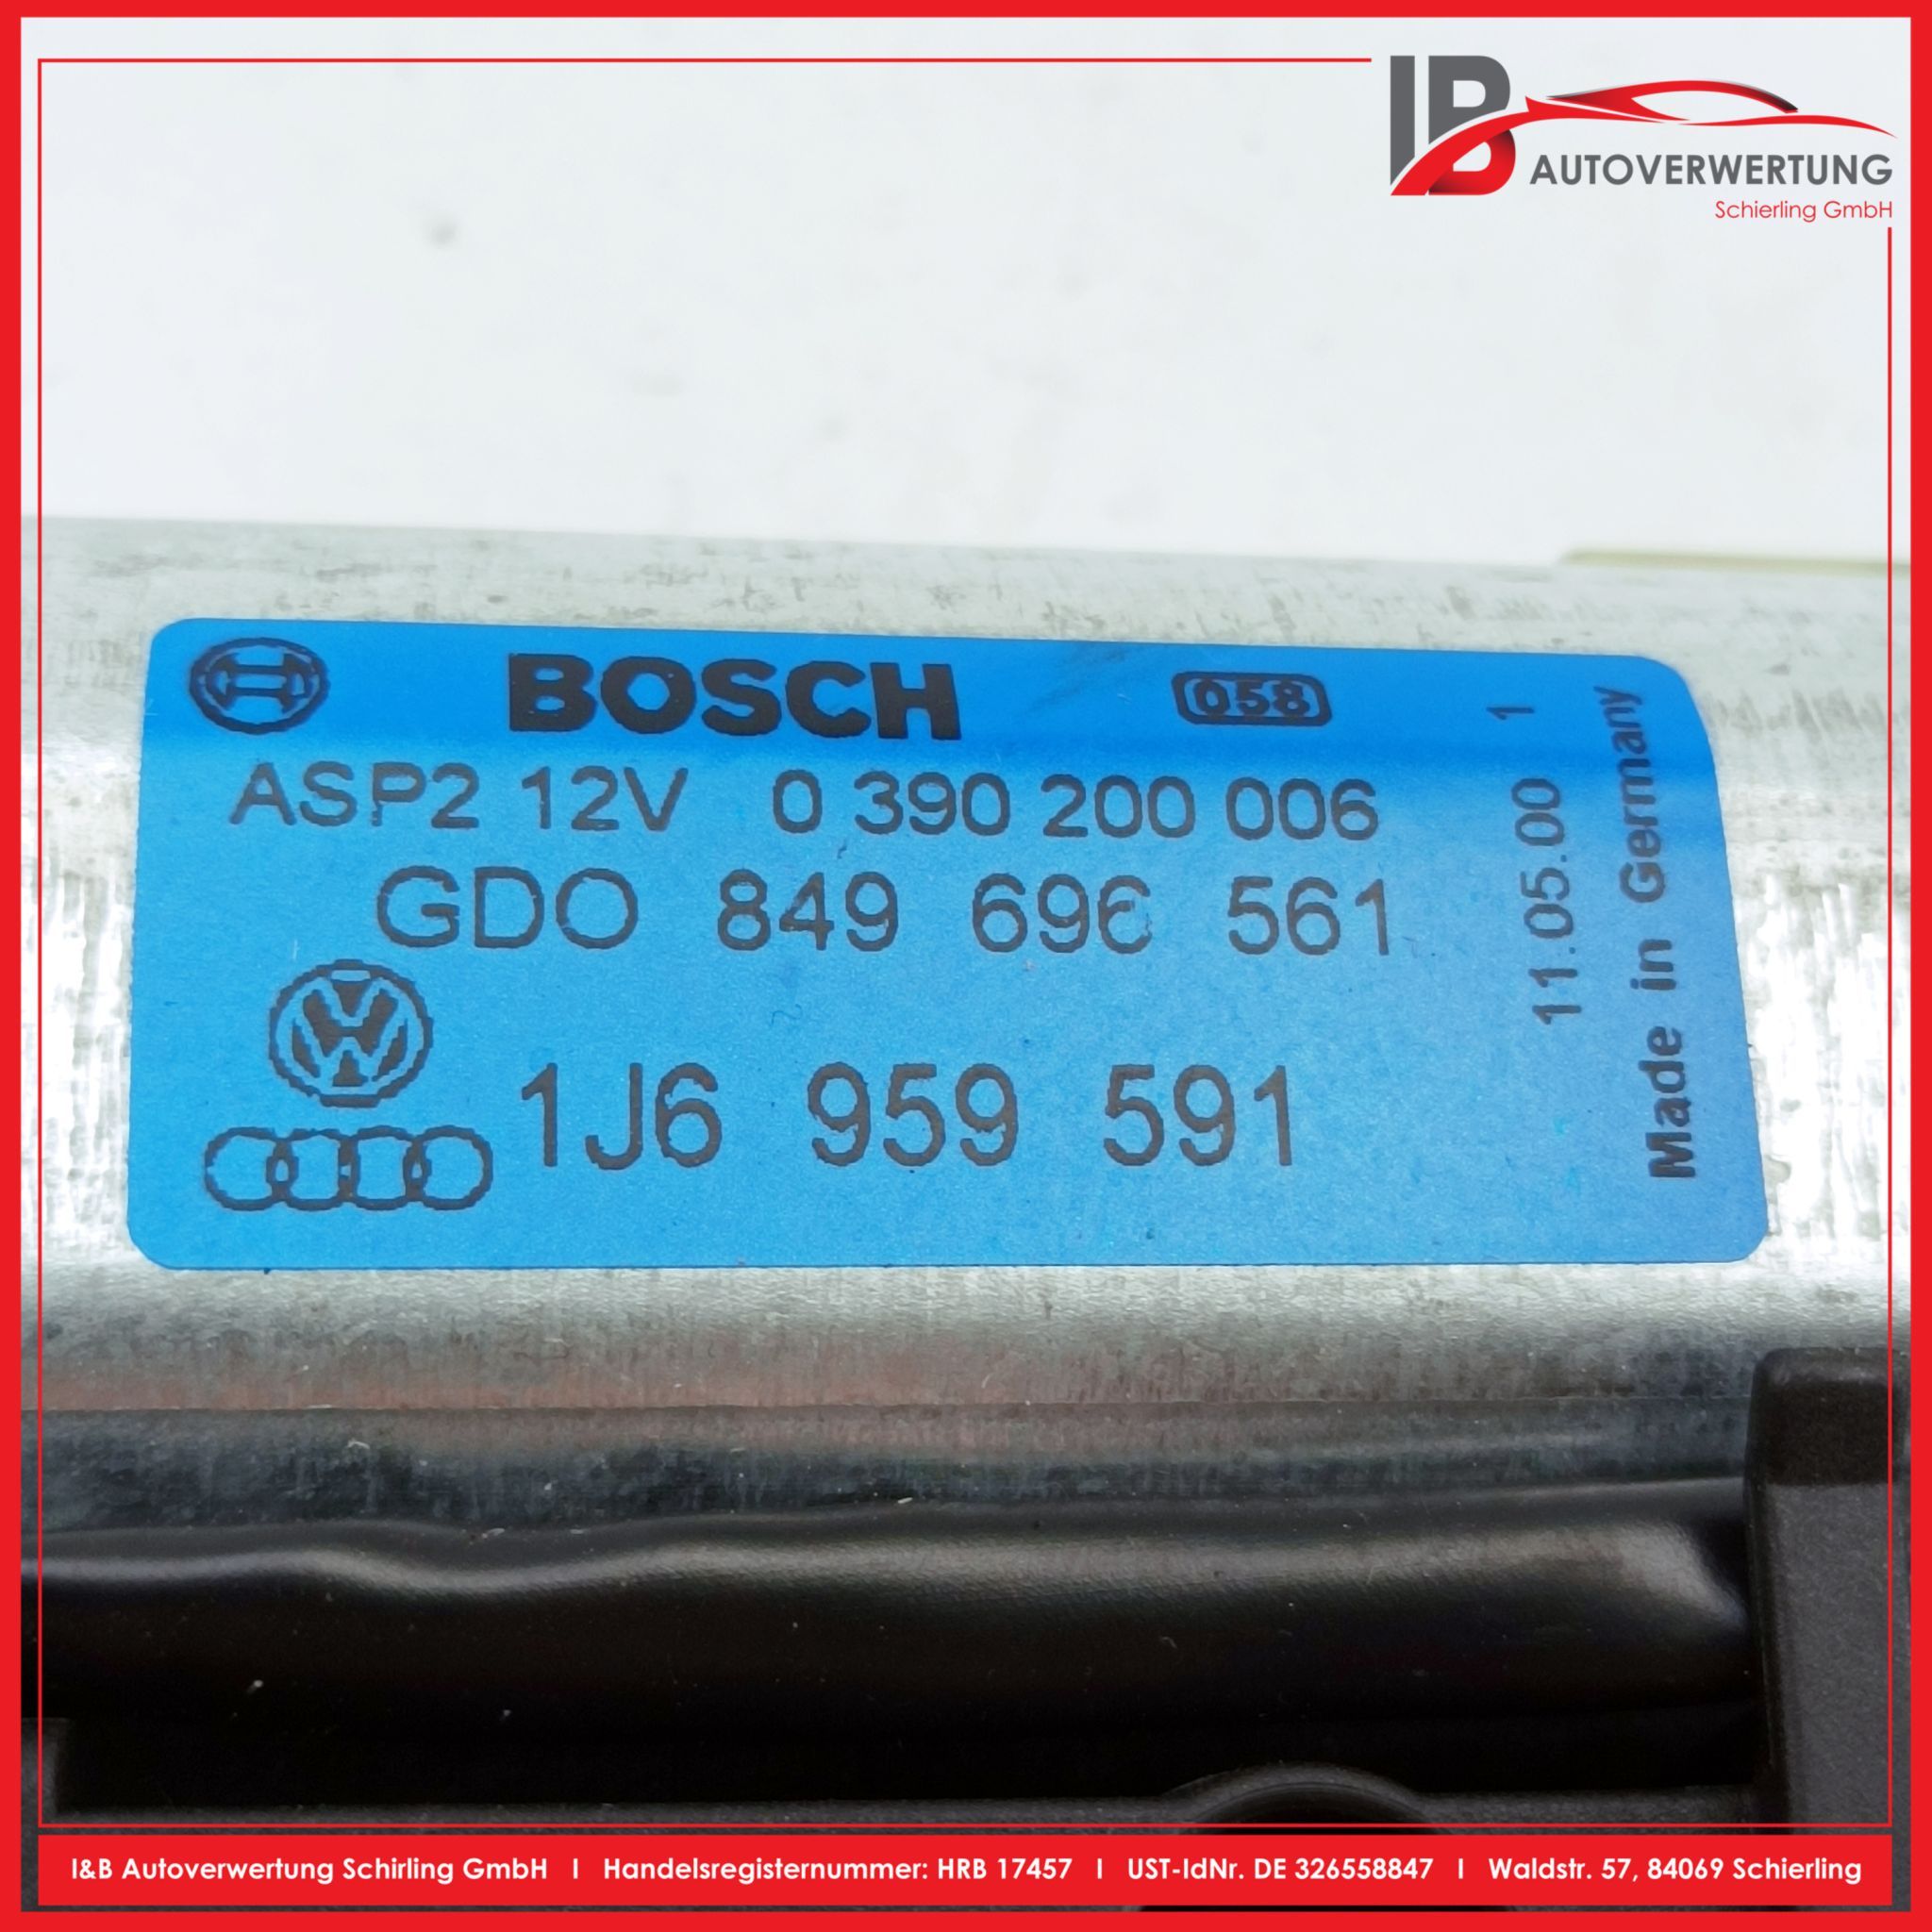 IB
AUTOVERWERTUNG
Schierling GmbH
BOSCH 058
ASP2 12V 0 390 200 006
GDO 849 696 561
1J6 959 591
11.05.00 1
Made in Germany
I&B Autoverwertung Schirling GmbH I Handelsregisternummer: HRB 17457 I UST-IdNr. DE 326558847 I Waldstr. 57, 84069 Schierling